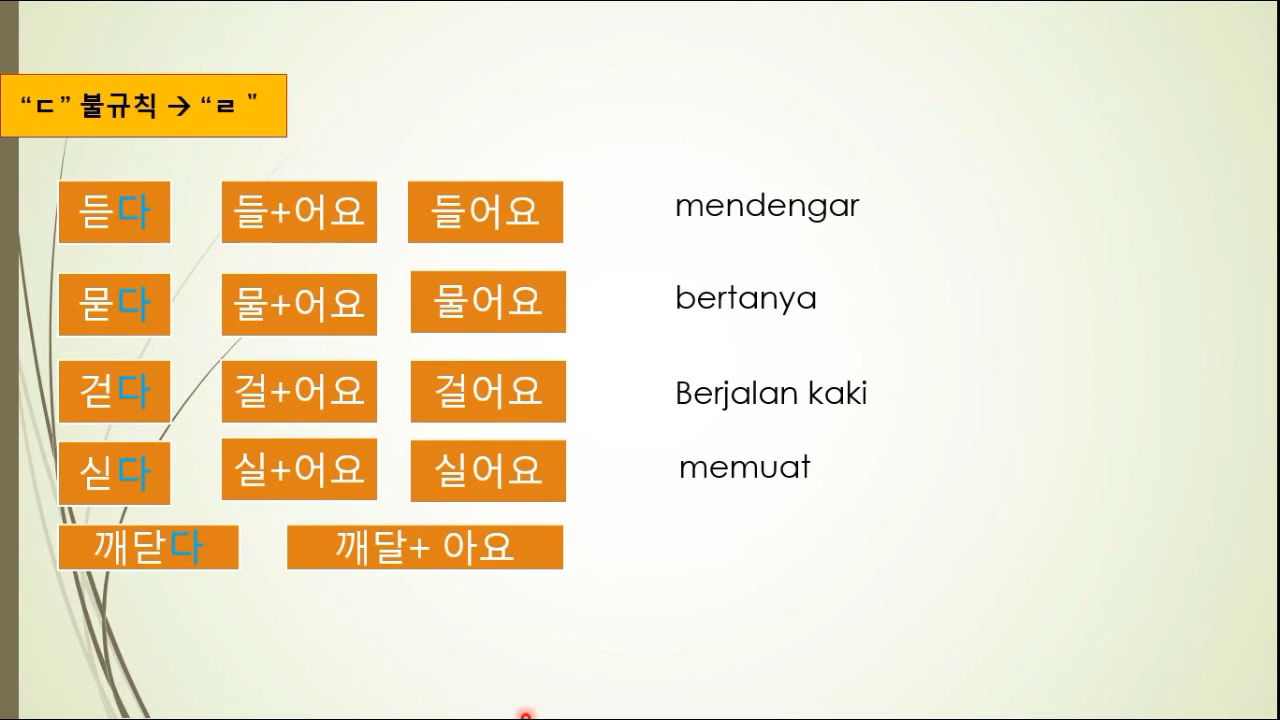 “ㄷ” 불규칙 → “ㄹ ”
듣다 들+어요 들어요 mendengar
묻다 물+어요 물어요 bertanya
걷다 걸+어요 걸어요 Berjalan kaki
싣다 실+어요 실어요 memuat
깨닫다 깨달+ 아요